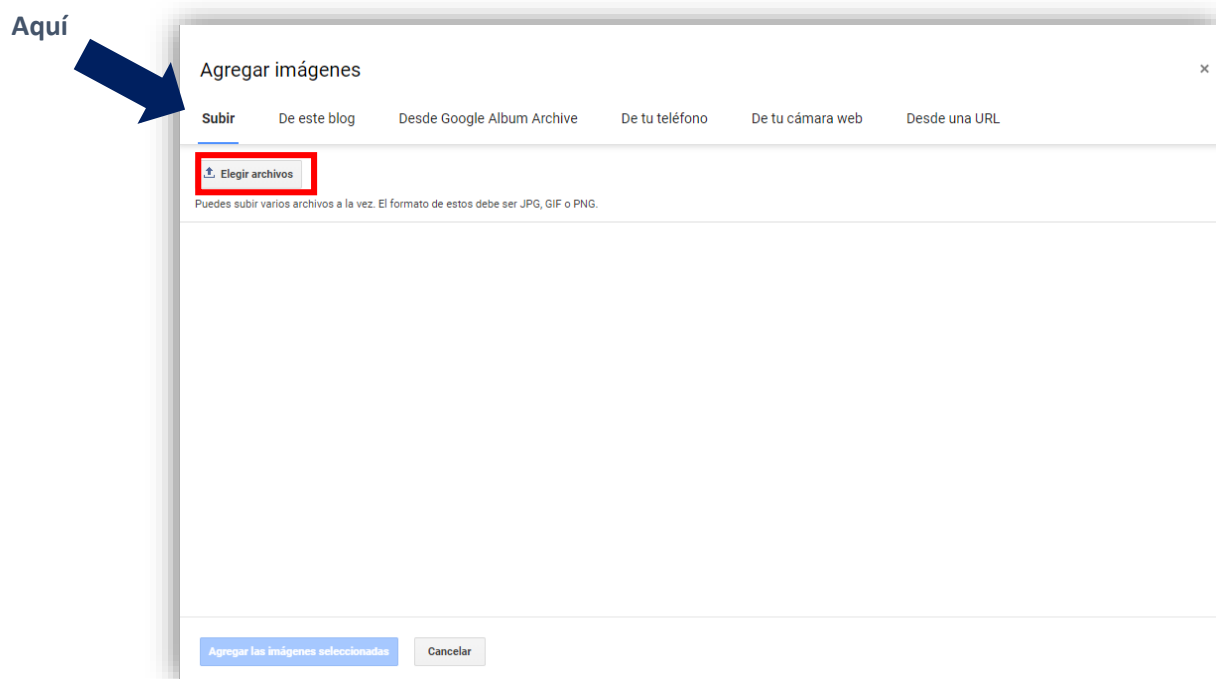 Aquí
Agregar imágenes
×
Subir De este blog Desde Google Album Archive De tu teléfono De tu cámara web Desde una URL
Elegir archivos
Puedes subir varios archivos a la vez. El formato de estos debe ser JPG, GIF o PNG.
Agregar las imágenes seleccionadas Cancelar